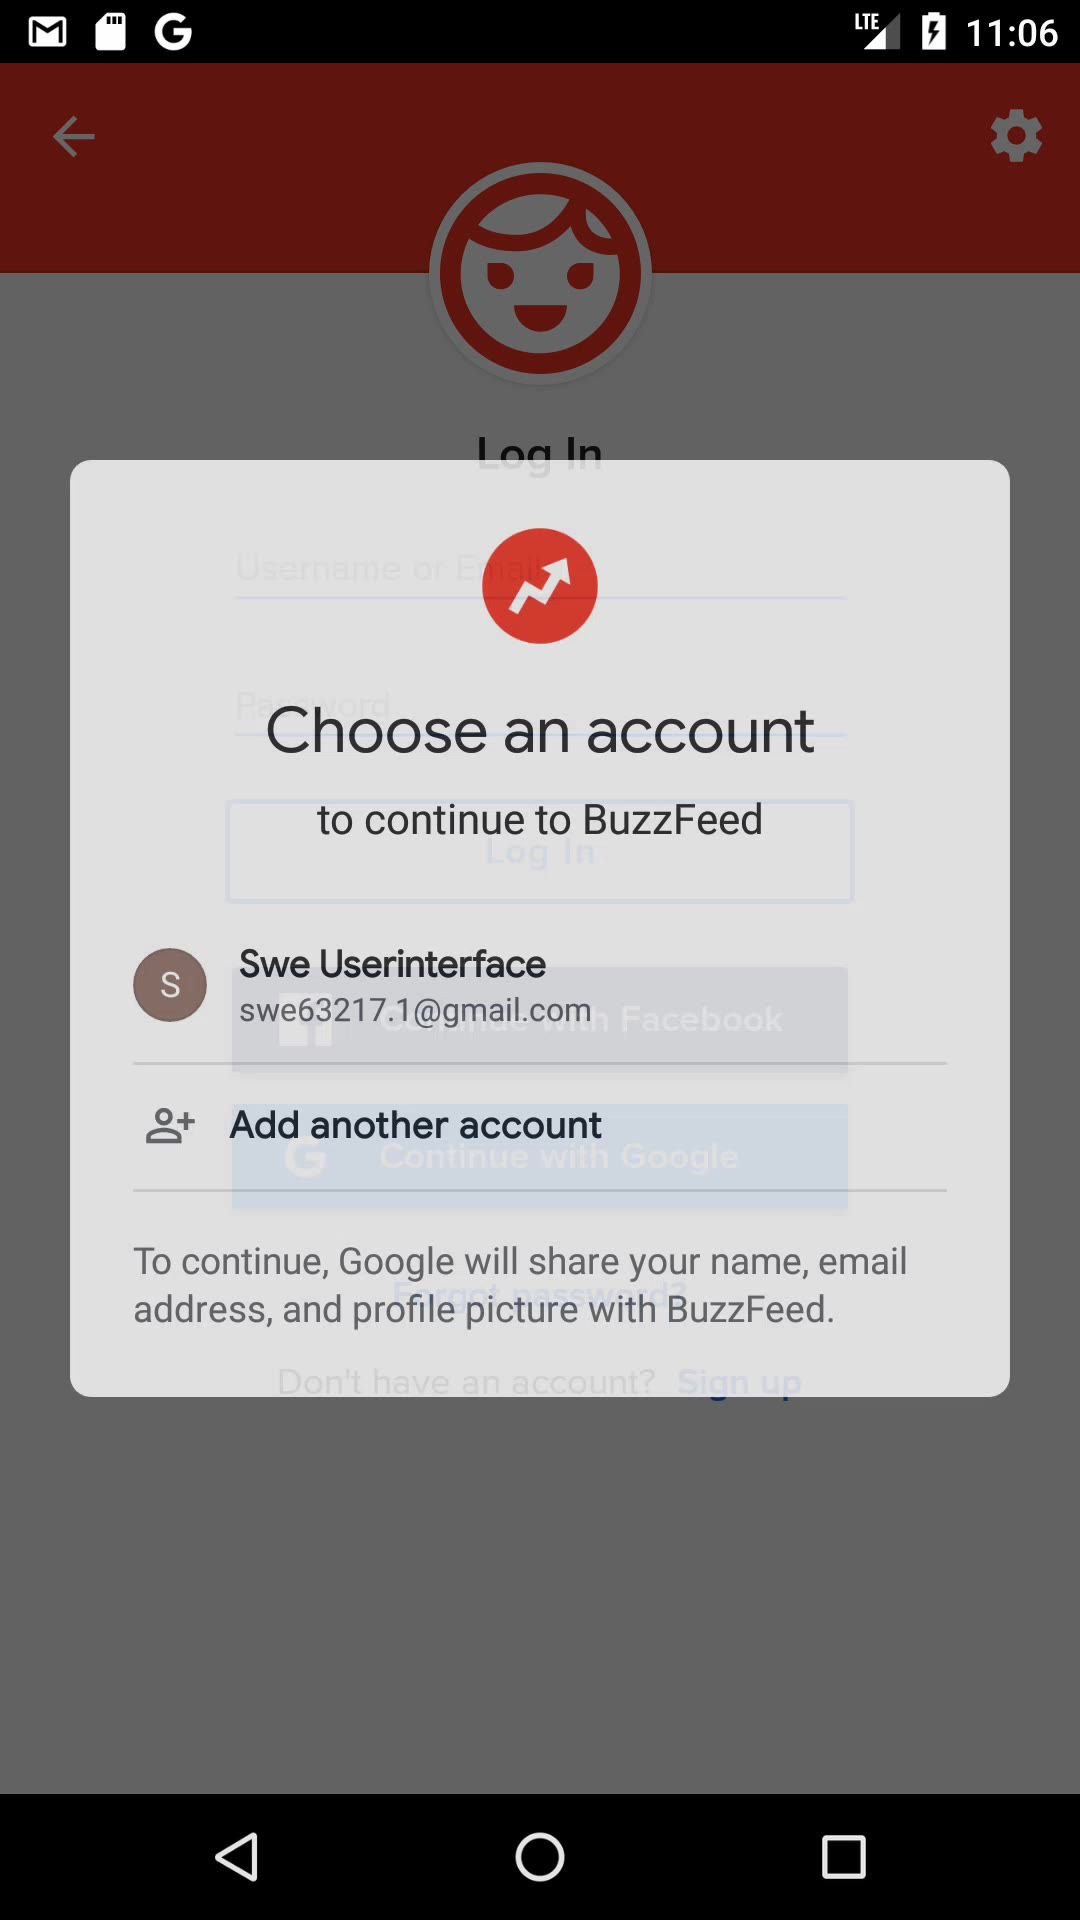 LTE 11:06
Log In
Username or Email
Password
Choose an account
to continue to BuzzFeed
Log In
Swe Userinterface
S
swe63217.1@gmail.com
Continue with Facebook
Add another account
Continue with Google
To continue, Google will share your name, email
Forgot password?
address, and profile picture with BuzzFeed.
Don't have an account? Sign up